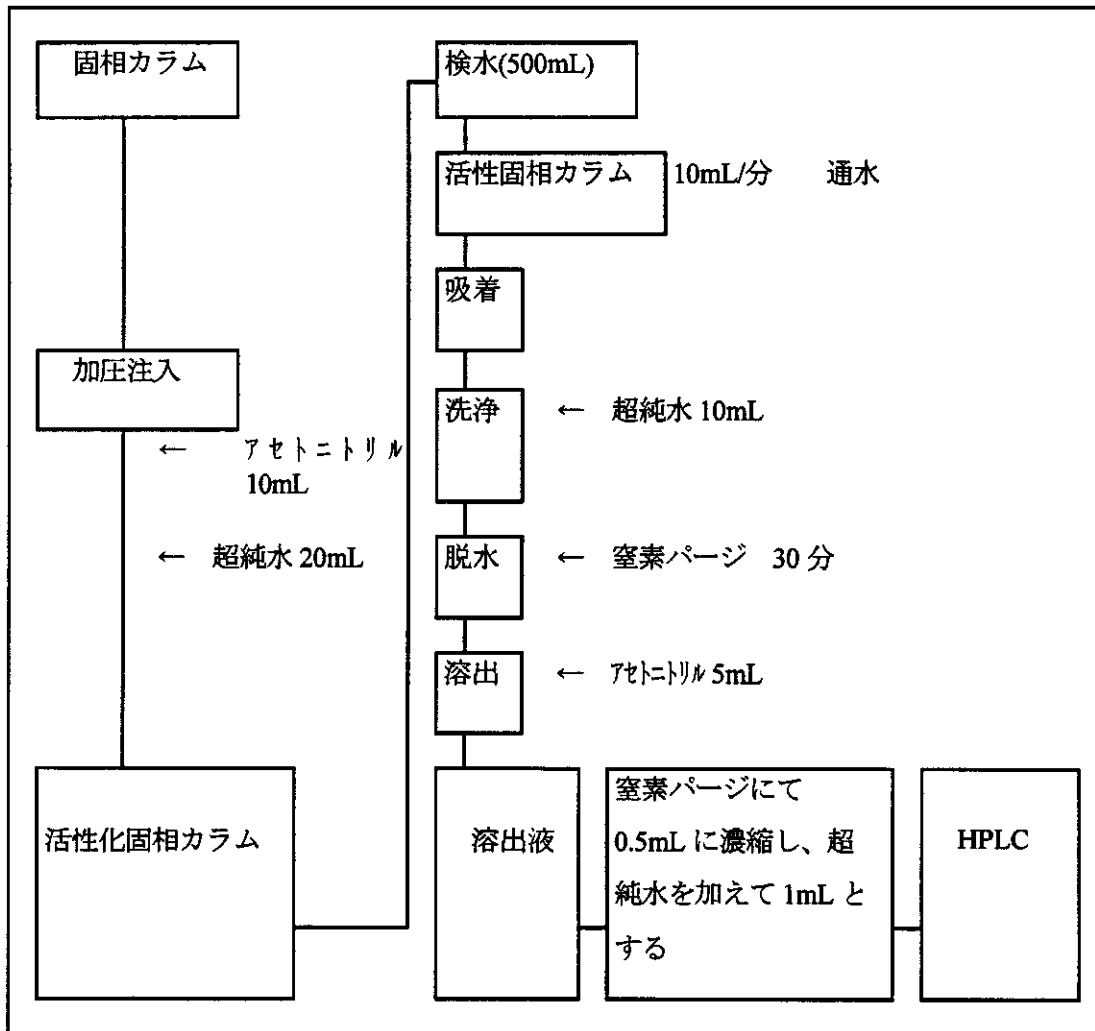 固相カラム
加圧注入
← アセトニトリル
10mL
← 超純水 20mL
活性化固相カラム
検水(500mL)
活性固相カラム 10mL/分 通水
吸着
洗浄 ← 超純水 10mL
脱水 ← 窒素パージ 30 分
溶出 ← アセトニトリル 5mL
溶出液
窒素パージにて
0.5mL に濃縮し、超
純水を加えて 1mL と
する
HPLC